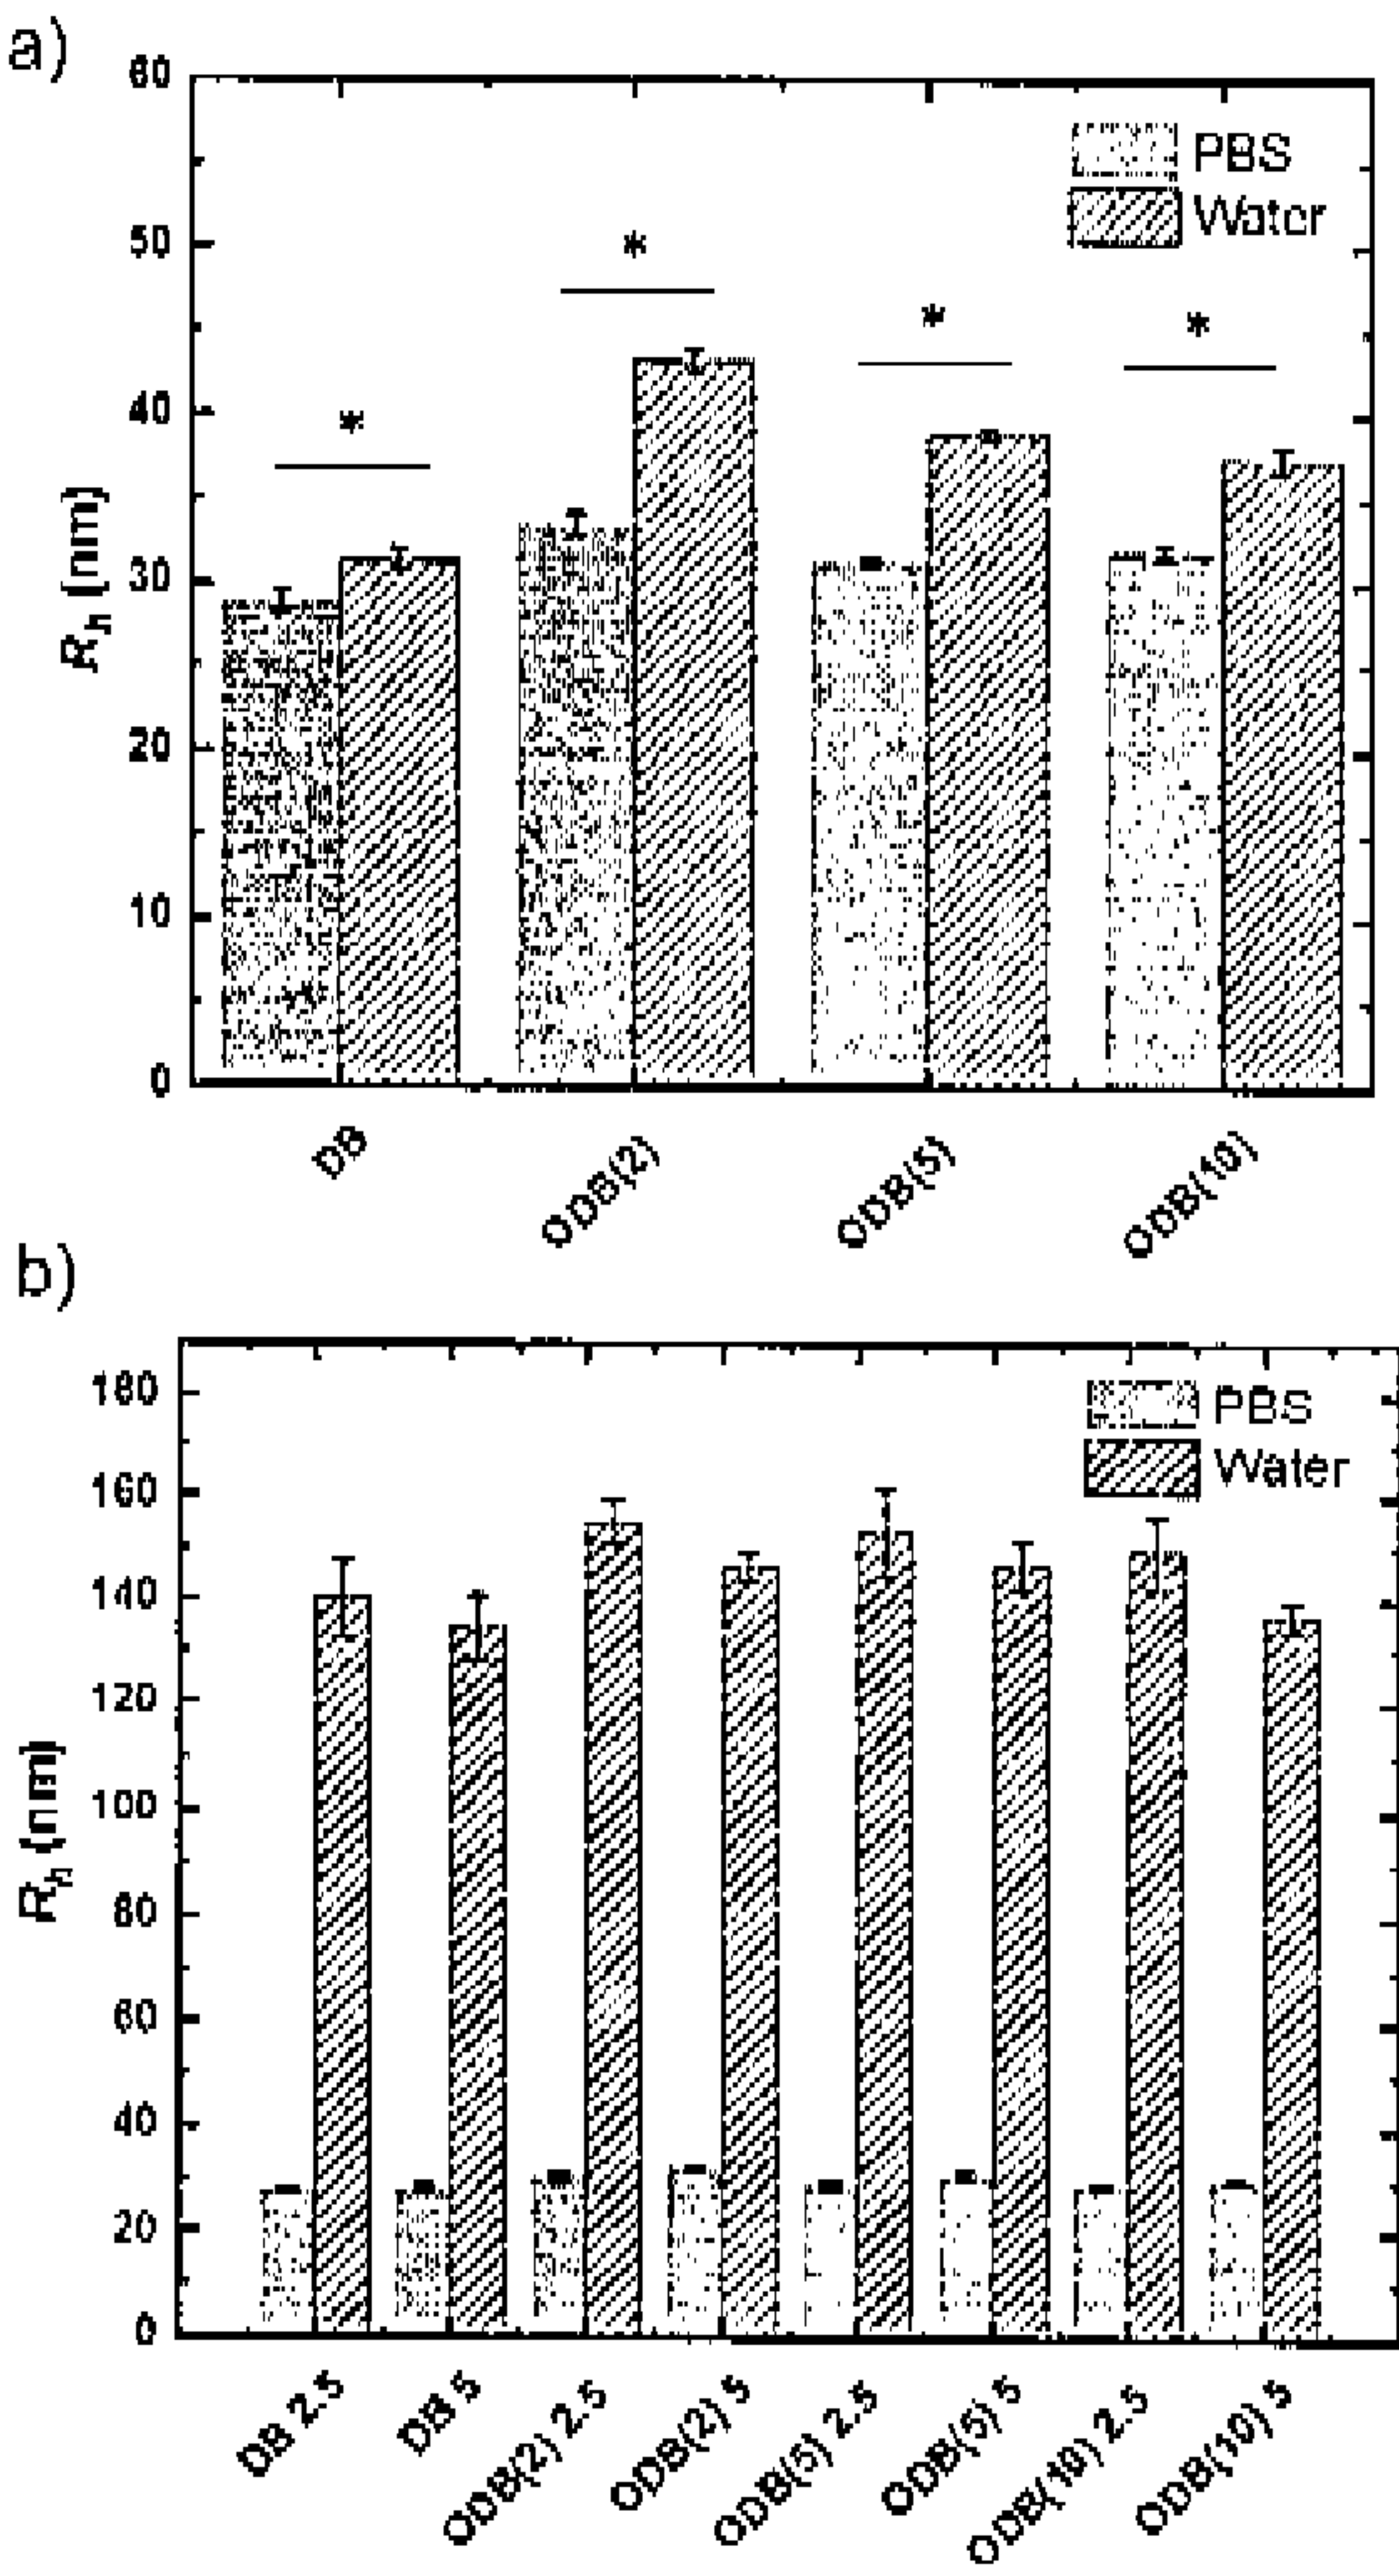 a)
60
50
40
30
20
10
0
R_h (nm)
PBS
Water
*
*
*
*
DB
ODB(2)
ODB(5)
ODB(10)
b)
180
160
140
120
100
80
60
40
20
0
R_h (nm)
PBS
Water
DB 2.5
DB 5
ODB(2) 2.5
ODB(2) 5
ODB(5) 2.5
ODB(5) 5
ODB(10) 2.5
ODB(10) 5